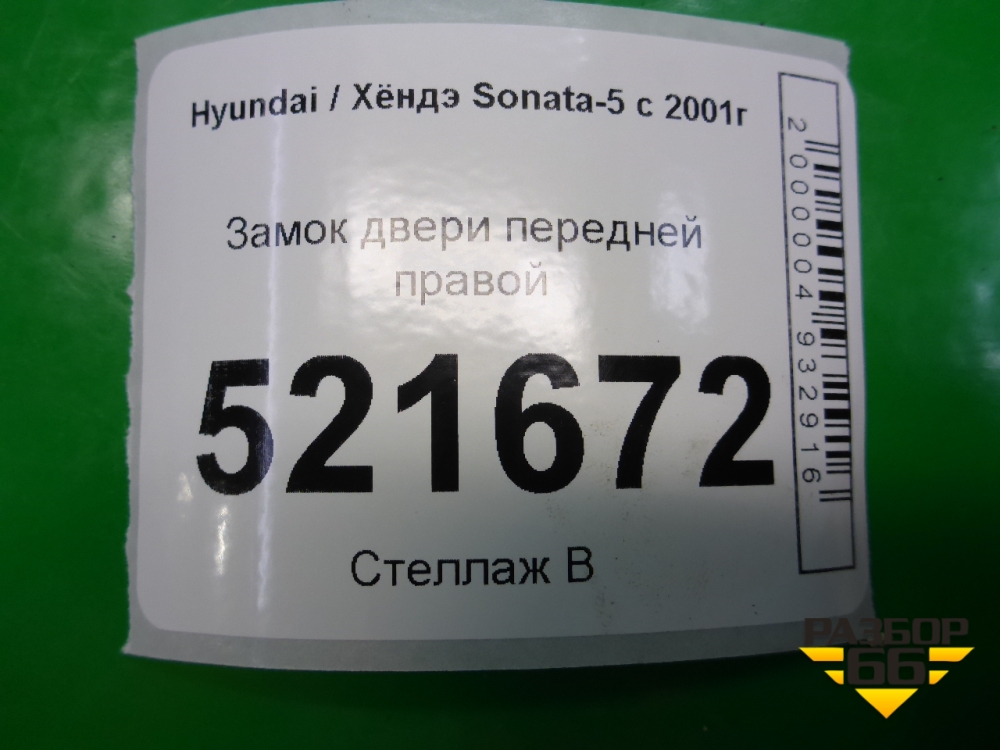 Hyundai / Хёндэ Sonata-5 с 2001г
Замок двери передней
правой
521672
Стеллаж В
2000004932916
РАЗБОР
66